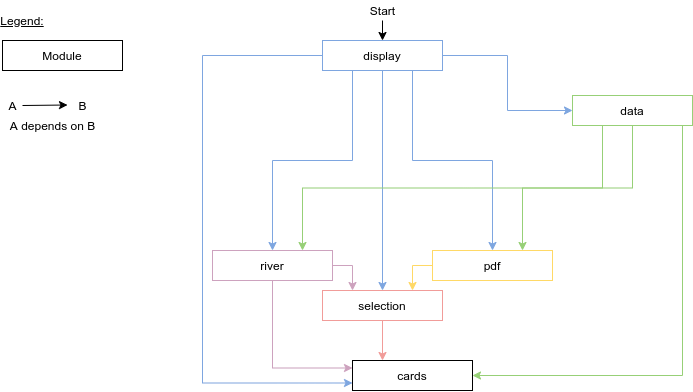 Start
Legend:
Module
display
A
B
A depends on B
data
river
pdf
selection
cards